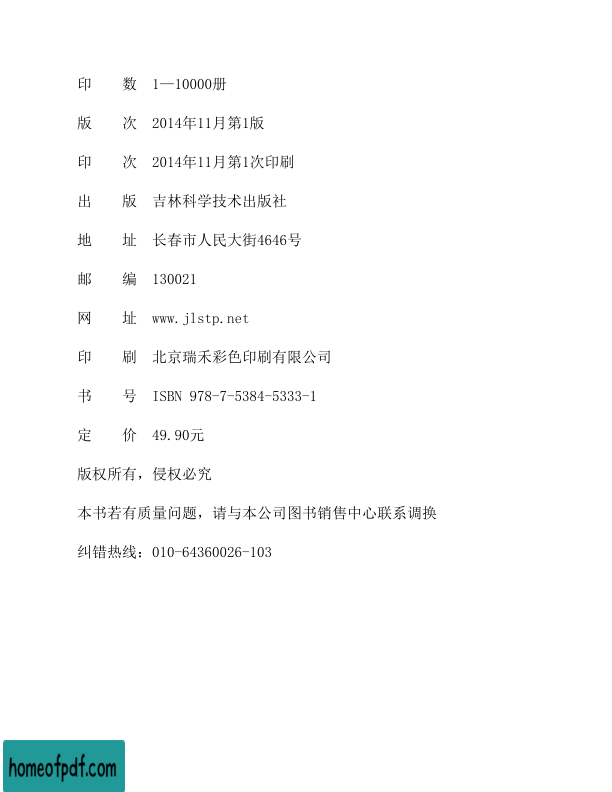 印　　数　1—10000册
版　　次　2014年11月第1版
印　　次　2014年11月第1次印刷
出　　版　吉林科学技术出版社
地　　址　长春市人民大街4646号
邮　　编　130021
网　　址　www.jlstp.net
印　　刷　北京瑞禾彩色印刷有限公司
书　　号　ISBN 978-7-5384-5333-1
定　　价　49.90元
版权所有，侵权必究
本书若有质量问题，请与本公司图书销售中心联系调换
纠错热线：010-64360026-103
homeofpdf.com